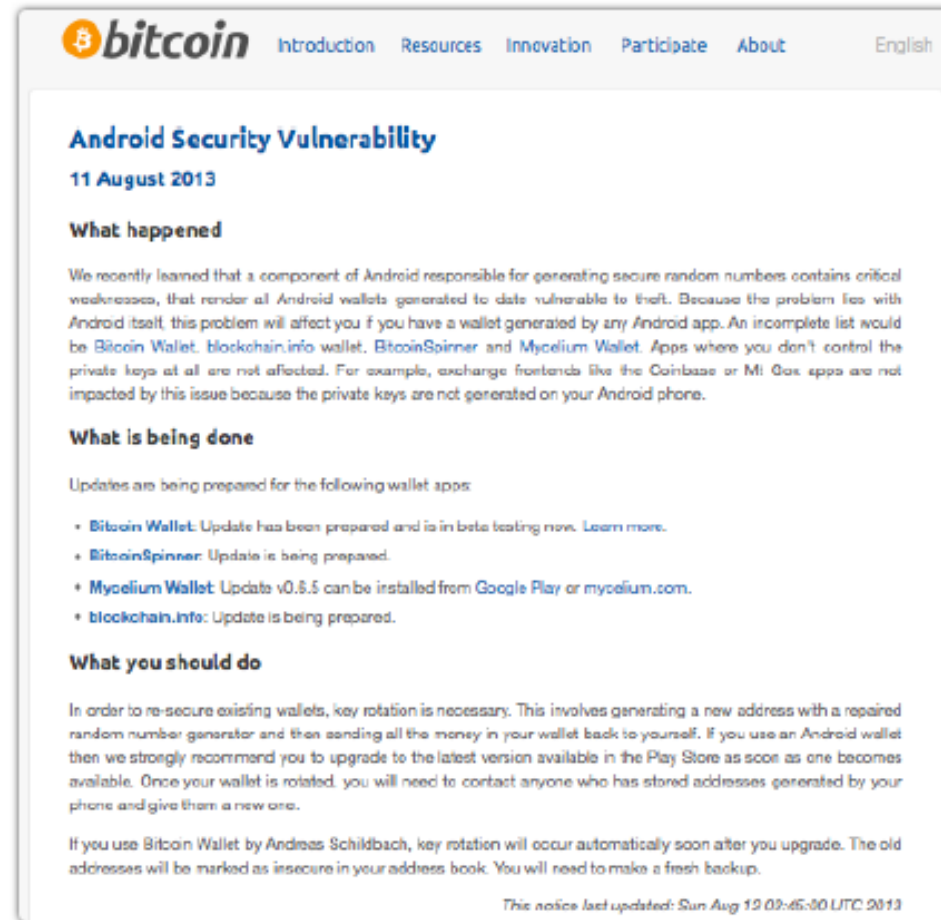 bitcoin Introduction Resources Innovation Participate About English
Android Security Vulnerability
11 August 2013
What happened
We recently learned that a component of Android responsible for generating secure random numbers contains critical
weaknesses, that render all Android wallets generated to date vulnerable to theft. Because the problem lies with
Android itself, this problem will affect you if you have a wallet generated by any Android app. An incomplete list would
be Bitcoin Wallet, blockchain.info wallet, BitcoinSpinner and Mycelium Wallet. Apps where you don't control the
private keys at all are not affected. For example, exchange frontends like the Coinbase or Mt Gox apps are not
impacted by this issue because the private keys are not generated on your Android phone.
What is being done
Updates are being prepared for the following wallet apps:
• Bitcoin Wallet: Update has been prepared and is in beta testing now. Learn more.
• BitcoinSpinner: Update is being prepared.
• Mycelium Wallet: Update v0.6.5 can be installed from Google Play or mycelium.com.
• blockchain.info: Update is being prepared.
What you should do
In order to re-secure existing wallets, key rotation is necessary. This involves generating a new address with a repaired
random number generator and then sending all the money in your wallet back to yourself. If you use an Android wallet
then we strongly recommend you to upgrade to the latest version available in the Play Store as soon as one becomes
available. Once your wallet is rotated, you will need to contact anyone who has stored addresses generated by your
phone and give them a new one.
If you use Bitcoin Wallet by Andreas Schildbach, key rotation will occur automatically soon after you upgrade. The old
addresses will be marked as insecure in your address book. You will need to make a fresh backup.
This notice last updated: Sun Aug 12 02:45:00 UTC 2013